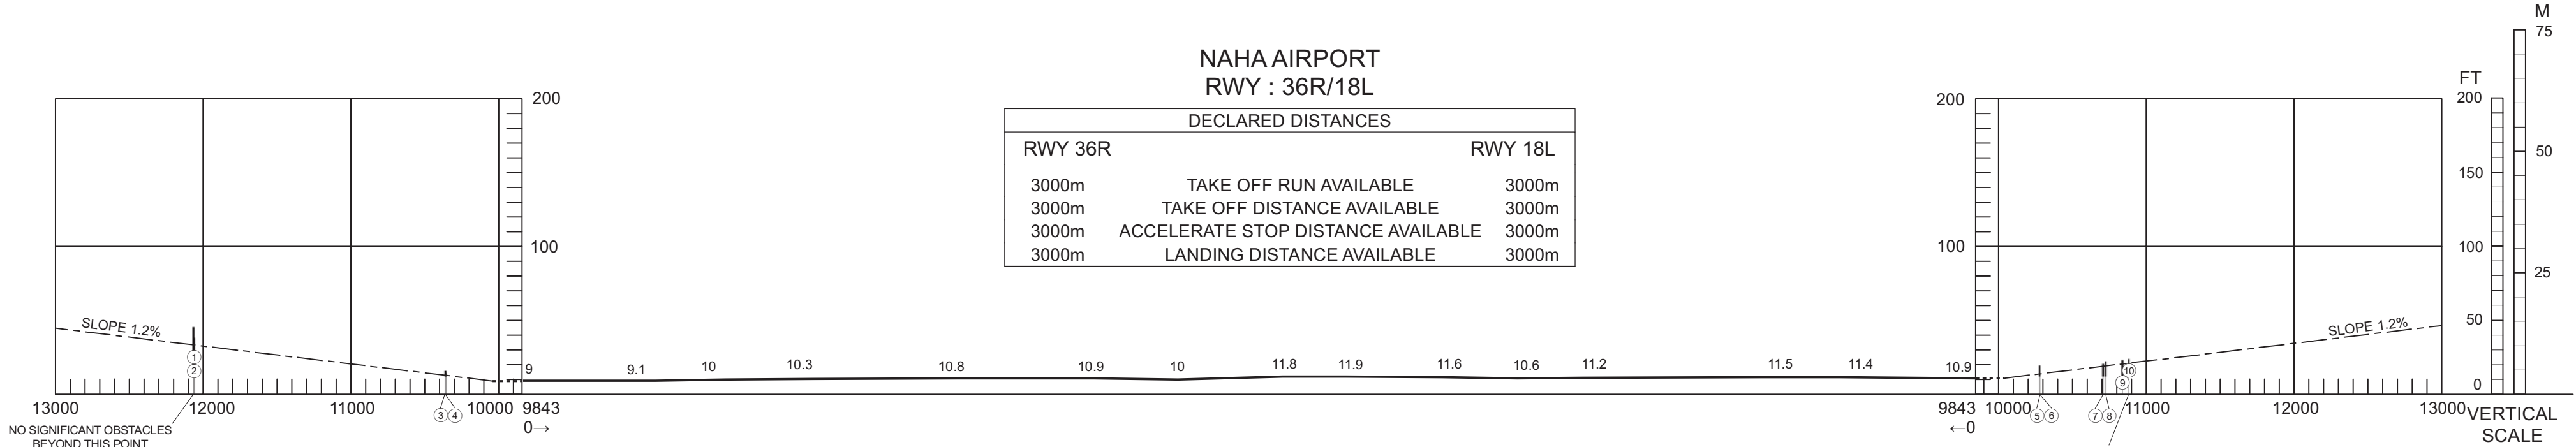 NAHA AIRPORT
RWY : 36R/18L
DECLARED DISTANCES
RWY 36R RWY 18L
3000m TAKE OFF RUN AVAILABLE 3000m
3000m TAKE OFF DISTANCE AVAILABLE 3000m
3000m ACCELERATE STOP DISTANCE AVAILABLE 3000m
3000m LANDING DISTANCE AVAILABLE 3000m
200
100
SLOPE 1.2%
1
2
13000 12000 11000 10000 9843
3 4
0→
NO SIGNIFICANT OBSTACLES
BEYOND THIS POINT
9 9.1 10 10.3 10.8 10.9 10 11.8 11.9 11.6 10.6 11.2 11.5 11.4 10.9
200
100
SLOPE 1.2%
10
9
9843 10000 11000 12000 13000
5 6 7 8
←0
M
75
50
25
FT
200
150
100
50
0
VERTICAL
SCALE